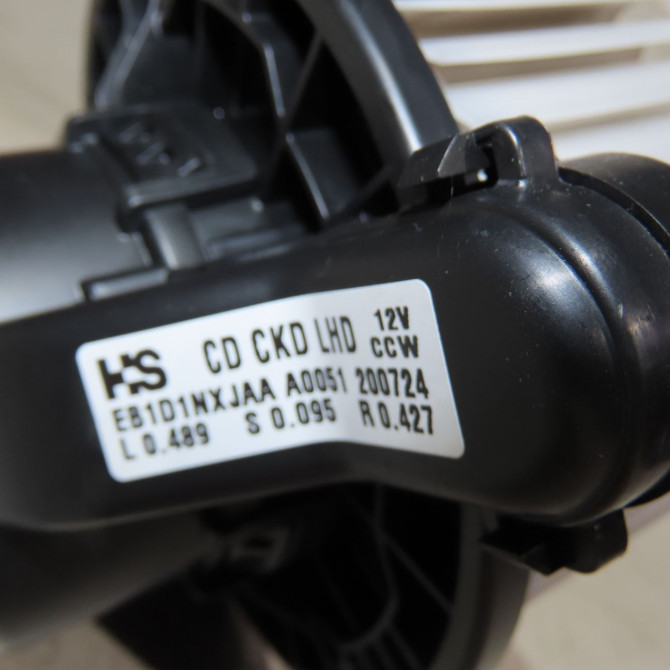 HS CD CKD LHD 12V
CCW
EB1D1NXJAA A0051 200724
L 0.489 S 0.095 R 0.427